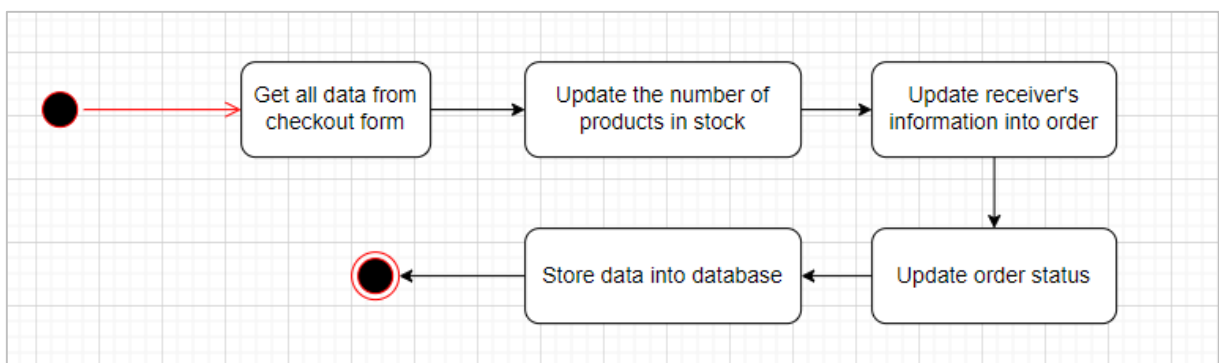 Get all data from
checkout form
Update the number of
products in stock
Update receiver's
information into order
Update order status
Store data into database